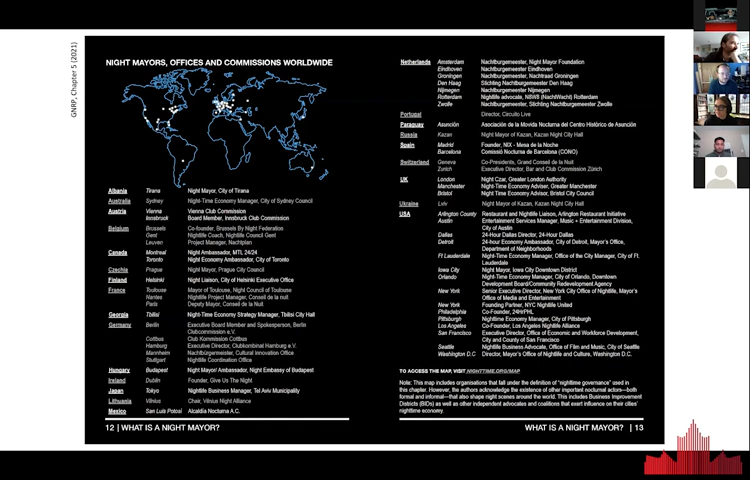 GNRP, Chapter 5 (2021)
NIGHT MAYORS, OFFICES AND COMMISSIONS WORLDWIDE
Albania Tirana Night Mayor, City of Tirana
Australia Sydney Night-Time Economy Manager, City of Sydney Council
Austria Vienna Vienna Club Commission
Innsbruck Board Member, Innsbruck Club Commission
Belgium Brussels Co-founder, Brussels By Night Federation
Gent Nightlife Coach, Nightlife Council Gent
Leuven Project Manager, Nachtplan
Canada Montreal Night Ambassador, MTL 24/24
Toronto Night Economy Ambassador, City of Toronto
Czechia Prague Night Mayor, Prague City Council
Finland Helsinki Night Liaison, City of Helsinki Executive Office
France Toulouse Mayor of Toulouse, Night Council of Toulouse
Nantes Nightlife Project Manager, Conseil de la nuit
Paris Deputy Mayor, Conseil de la Nuit
Georgia Tbilisi Night-Time Economy Strategy Manager, Tbilisi City Hall
Germany Berlin Executive Board Member and Spokesperson, Berlin
Clubcommission e.V.
Cottbus Club Kommission Cottbus
Hamburg Executive Director, Clubkombinat Hamburg e.V.
Mannheim Nachtbürgermeister, Cultural Innovation Office
Stuttgart Nightlife Coordination Office
Hungary Budapest Night Mayor/ Ambassador, Night Embassy of Budapest
Ireland Dublin Founder, Give Us The Night
Japan Tokyo Nightlife Business Manager, Tel Aviv Municipality
Lithuania Vilnius Chair, Vilnius Night Alliance
Mexico San Luis Potosí Alcaldía Nocturna A.C.
12 | WHAT IS A NIGHT MAYOR?
Netherlands Amsterdam Nachtburgemeester, Night Mayor Foundation
Eindhoven Nachtburgemeester Eindhoven
Groningen Nachtburgemeester, Nachtraad Groningen
Den Haag Stichting Nachtburgemeester Den Haag
Nijmegen Nachtburgemeester Nijmegen
Rotterdam Nightlife advocate, N8W8 (NachtWacht) Rotterdam
Zwolle Nachtburgemeester, Stichting Nachtburgemeester Zwolle
Portugal Director, Circuito Live
Paraguay Asunción Asociación de la Movida Nocturna del Centro Histórico de Asunción
Russia Kazan Night Mayor of Kazan, Kazan Night City Hall
Spain Madrid Founder, NIX - Mesa de la Noche
Barcelona Comissió Nocturna de Barcelona (CONO)
Switzerland Geneva Co-Presidents, Grand Conseil de la Nuit
Zurich Executive Director, Bar and Club Commission Zürich
UK London Night Czar, Greater London Authority
Manchester Night-Time Economy Adviser, Greater Manchester
Bristol Night Time Economy Advisor, Bristol City Council
Ukraine Lviv Night Mayor of Kazan, Kazan Night City Hall
USA Arlington County Restaurant and Nightlife Liaison, Arlington Restaurant Initiative
Austin Entertainment Services Manager, Music + Entertainment Division,
City of Austin
Dallas 24-Hour Dallas Director, 24-Hour Dallas
Detroit 24-hour Economy Ambassador, City of Detroit, Mayor's Office,
Department of Neighborhoods
Ft Lauderdale Night-Time Economy Manager, Office of the City Manager, City of Ft
Lauderdale
Iowa City Night Mayor, Iowa City Downtown District
Orlando Night-Time Economy Manager, City of Orlando, Downtown
Development Board/Community Redevelopment Agency
New York Senior Executive Director, New York City Office of Nightlife, Mayor's
Office of Media and Entertainment
New York Founding Partner, NYC Nightlife United
Philadelphia Co-Founder, 24HrPHL
Pittsburgh Nighttime Economy Manager, City of Pittsburgh
Los Angeles Co-Founder, Los Angeles Nightlife Alliance
San Francisco Executive Director, Office of Economic and Workforce Development,
City and County of San Francisco
Seattle Nightlife Business Advocate, Office of Film & Music, City of Seattle
Washington D.C Director, Mayor's Office of Nightlife and Culture, Washington D.C.
TO ACCESS THE MAP, VISIT NIGHTTIME.ORG/MAP
Note: This map includes organisations that fall under the definition of "nighttime governance" used in
this chapter. However, the authors acknowledge the existence of other important nocturnal actors—both
formal and informal—that also shape night scenes around the world. This includes Business Improvement
Districts (BIDs) as well as other independent advocates and coalitions that exert influence on their cities'
nighttime economy.
WHAT IS A NIGHT MAYOR? | 13